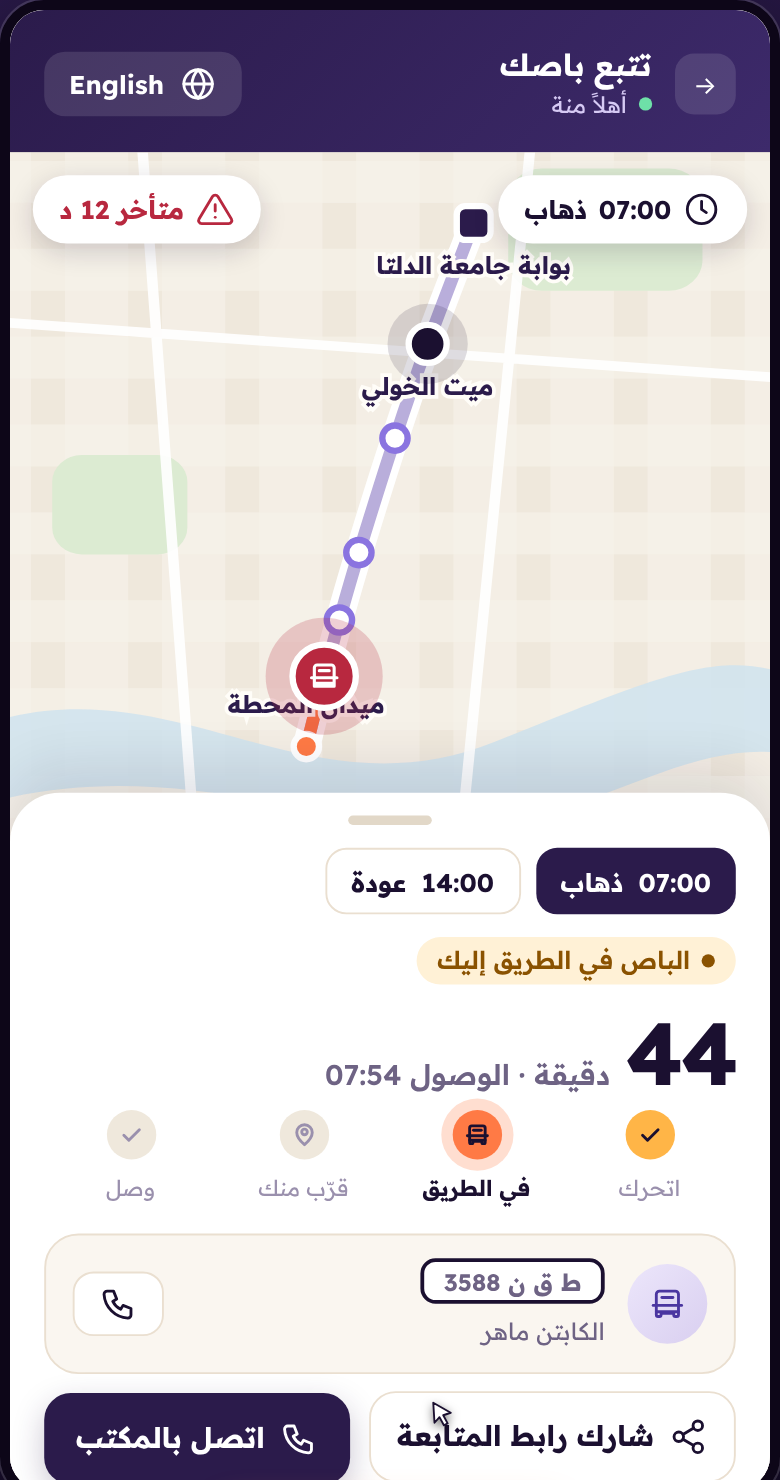 تتبع باصك
أهلاً منة
English
07:00 ذهاب
متأخر 12 د
بوابة جامعة الدلتا
ميت الخولي
ميدان المحطة
07:00 ذهاب
14:00 عودة
الباص في الطريق إليك
44 دقيقة · الوصول 07:54
اتحرك
في الطريق
قرّب منك
وصل
ط ق ن 3588
الكابتن ماهر
شارك رابط المتابعة
اتصل بالمكتب